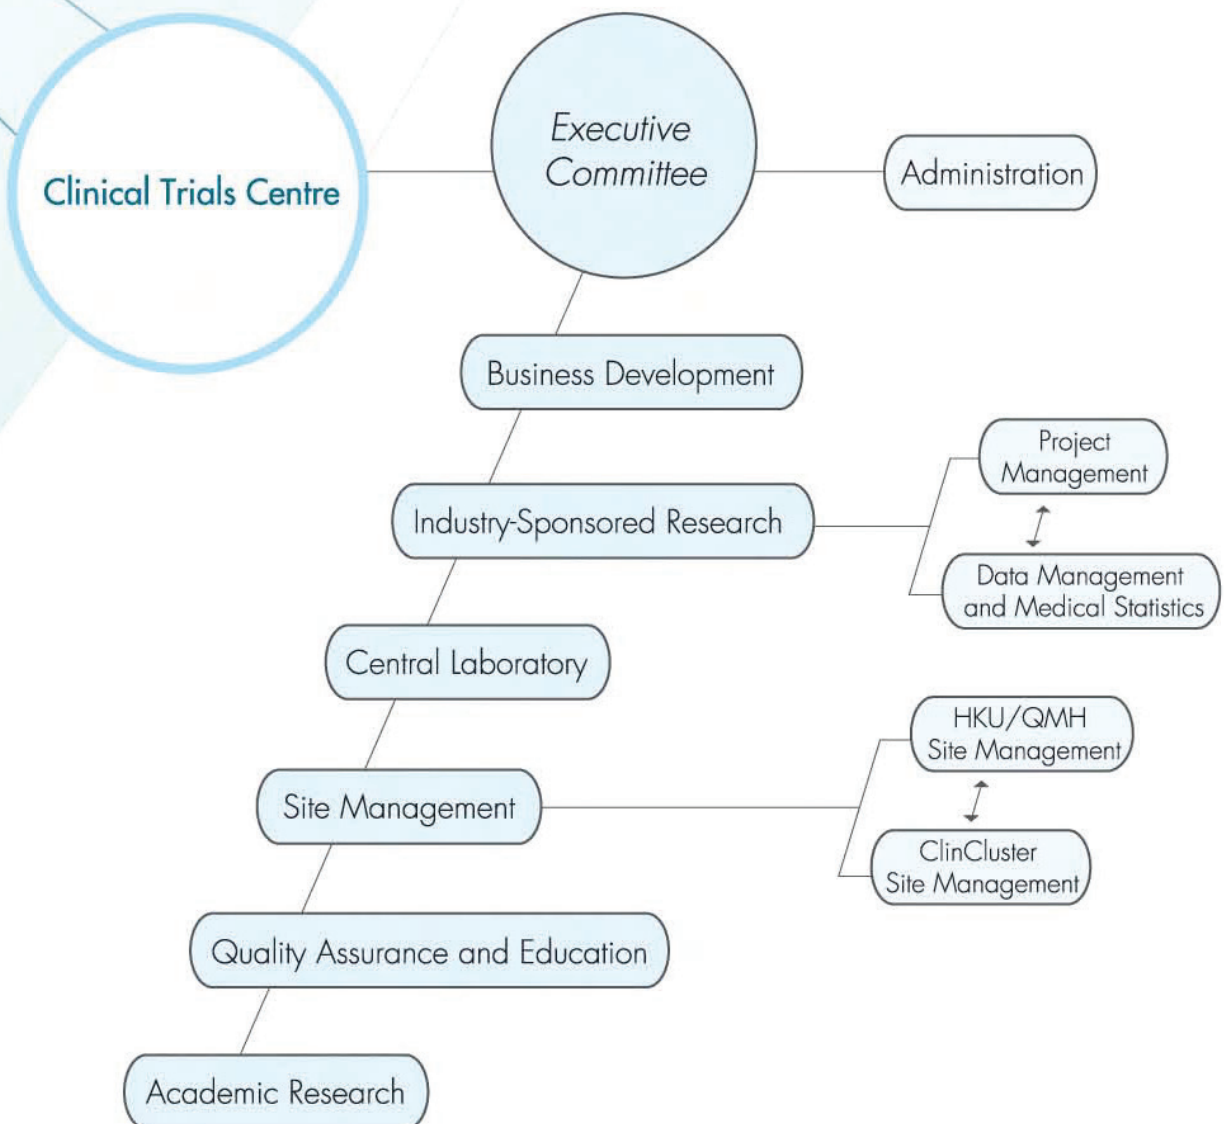 Clinical Trials Centre
Executive
Committee
Administration
Business Development
Industry-Sponsored Research
Project
Management
Data Management
and Medical Statistics
Central Laboratory
HKU/QMH
Site Management
Site Management
ClinCluster
Site Management
Quality Assurance and Education
Academic Research